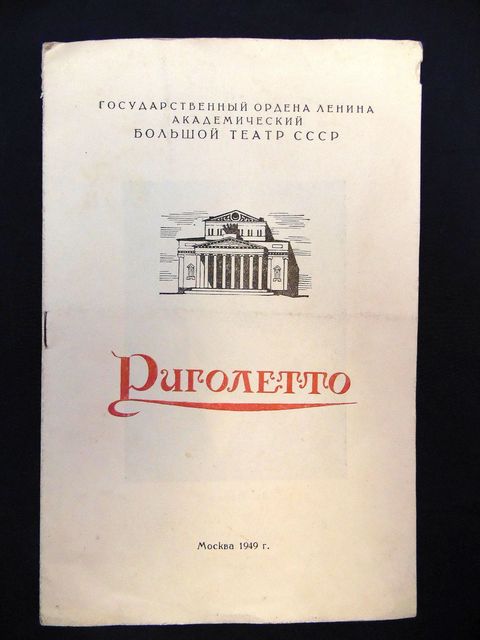 ГОСУДАРСТВЕННЫЙ ОРДЕНА ЛЕНИНА
АКАДЕМИЧЕСКИЙ
БОЛЬШОЙ ТЕАТР СССР
Риголетто
Москва 1949 г.